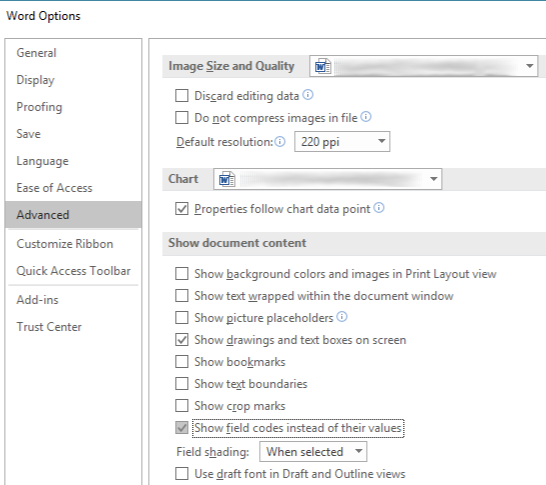 Word Options
General
Display
Proofing
Save
Language
Ease of Access
Advanced
Customize Ribbon
Quick Access Toolbar
Add-ins
Trust Center
Image Size and Quality
Discard editing data
Do not compress images in file
Default resolution: 220 ppi
Chart
Properties follow chart data point
Show document content
Show background colors and images in Print Layout view
Show text wrapped within the document window
Show picture placeholders
Show drawings and text boxes on screen
Show bookmarks
Show text boundaries
Show crop marks
Show field codes instead of their values
Field shading: When selected
Use draft font in Draft and Outline views